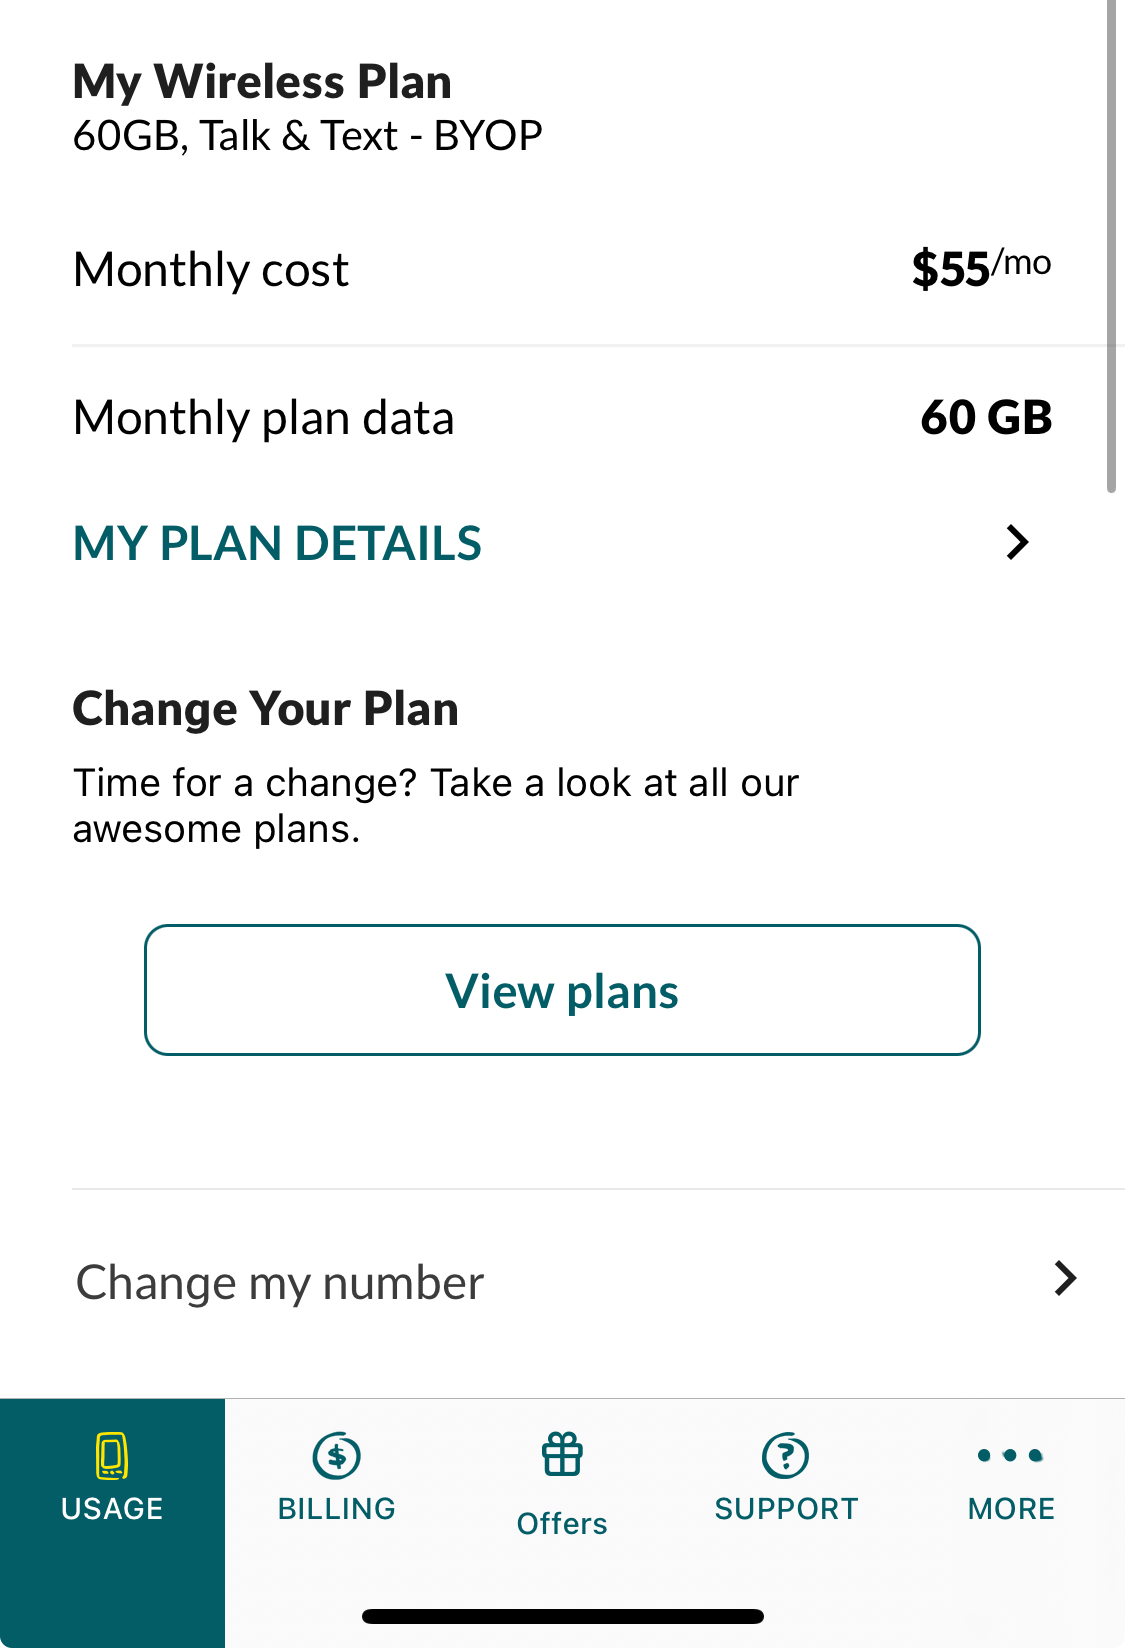 My Wireless Plan
60GB, Talk & Text - BYOP
Monthly cost $55/mo
Monthly plan data 60 GB
MY PLAN DETAILS
Change Your Plan
Time for a change? Take a look at all our
awesome plans.
View plans
Change my number
USAGE BILLING Offers SUPPORT MORE